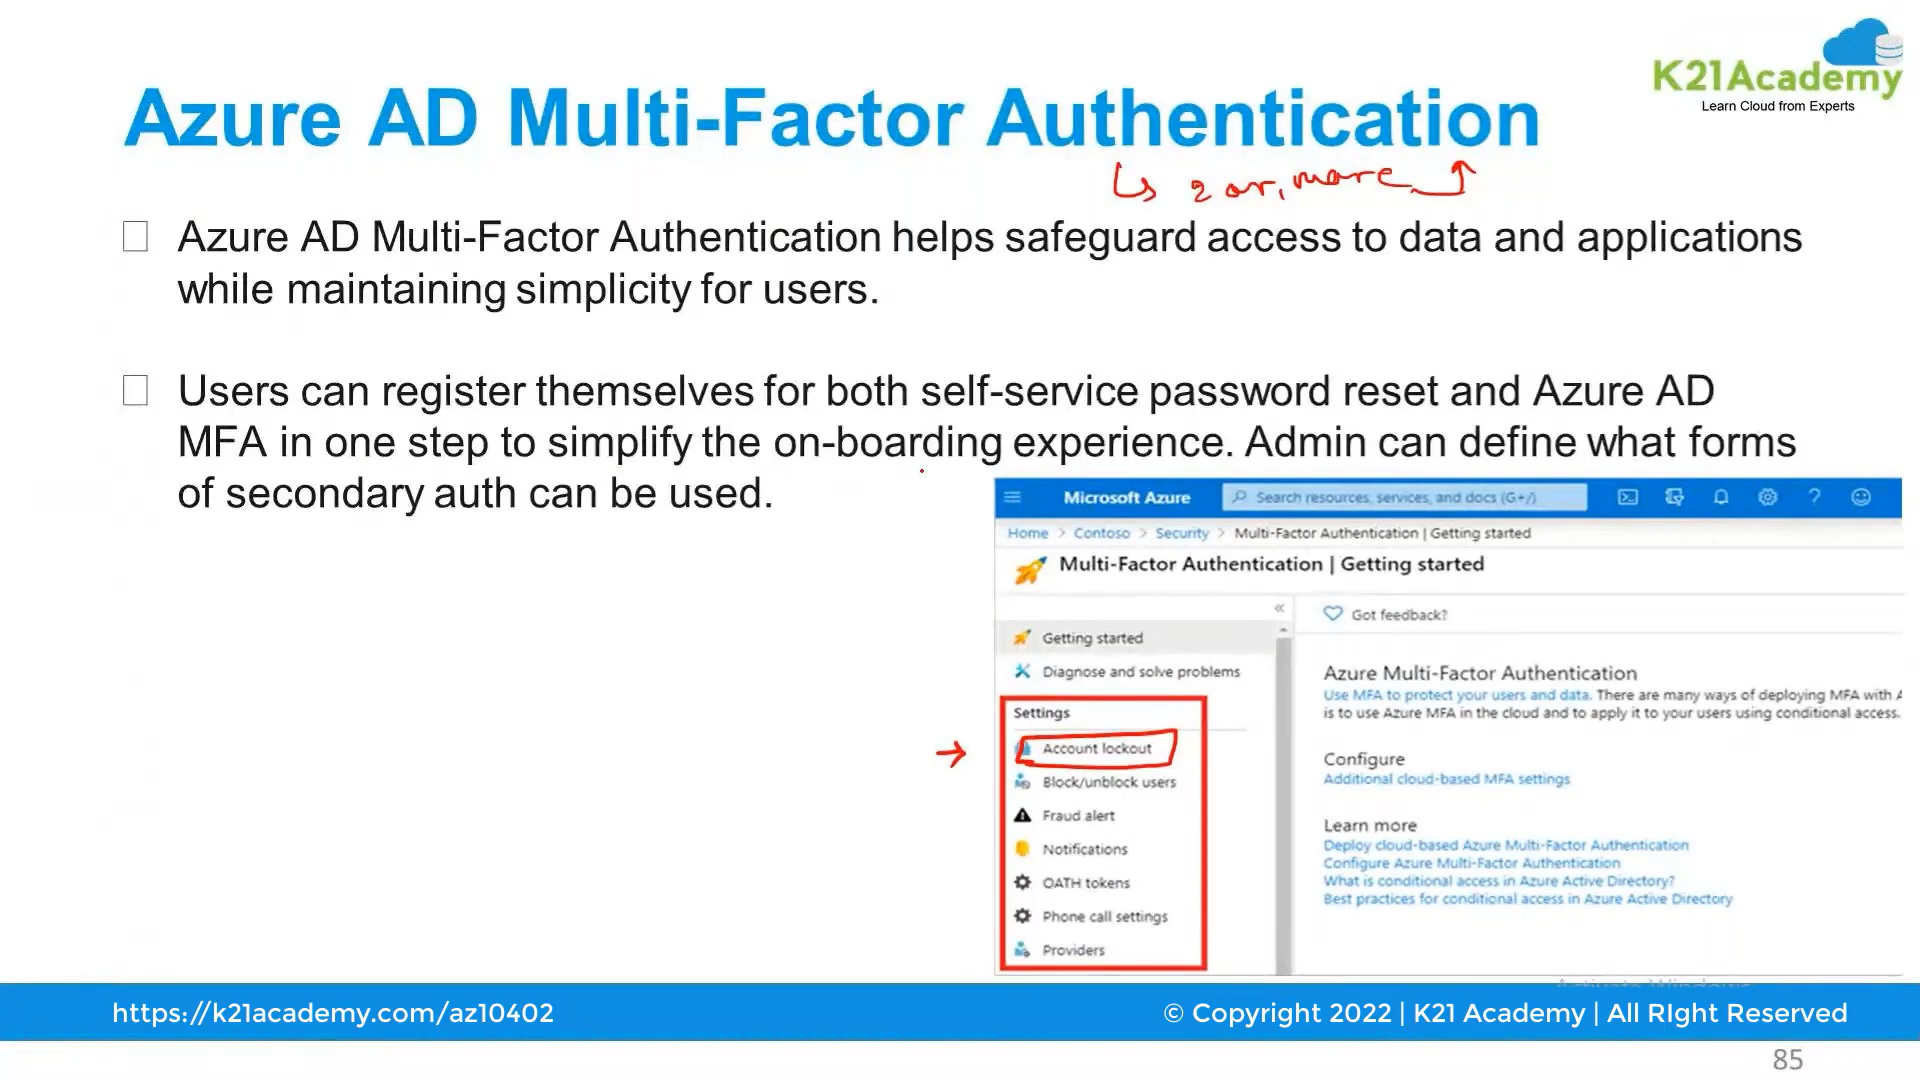 K21Academy
Learn Cloud from Experts
Azure AD Multi-Factor Authentication
2 or, more
Azure AD Multi-Factor Authentication helps safeguard access to data and applications
while maintaining simplicity for users.
Users can register themselves for both self-service password reset and Azure AD
MFA in one step to simplify the on-boarding experience. Admin can define what forms
of secondary auth can be used.
Microsoft Azure
Search resources, services, and docs (G+/)
Home > Contoso > Security > Multi-Factor Authentication | Getting started
Multi-Factor Authentication | Getting started
Getting started
Diagnose and solve problems
Settings
Account lockout
Block/unblock users
Fraud alert
Notifications
OATH tokens
Phone call settings
Providers
Got feedback?
Azure Multi-Factor Authentication
Use MFA to protect your users and data. There are many ways of deploying MFA with
is to use Azure MFA in the cloud and to apply it to your users using conditional access.
Configure
Additional cloud-based MFA settings
Learn more
Deploy cloud-based Azure Multi-Factor Authentication
Configure Azure Multi-Factor Authentication
What is conditional access in Azure Active Directory?
Best practices for conditional access in Azure Active Directory
https://k21academy.com/az10402
© Copyright 2022 | K21 Academy | All RIght Reserved
85